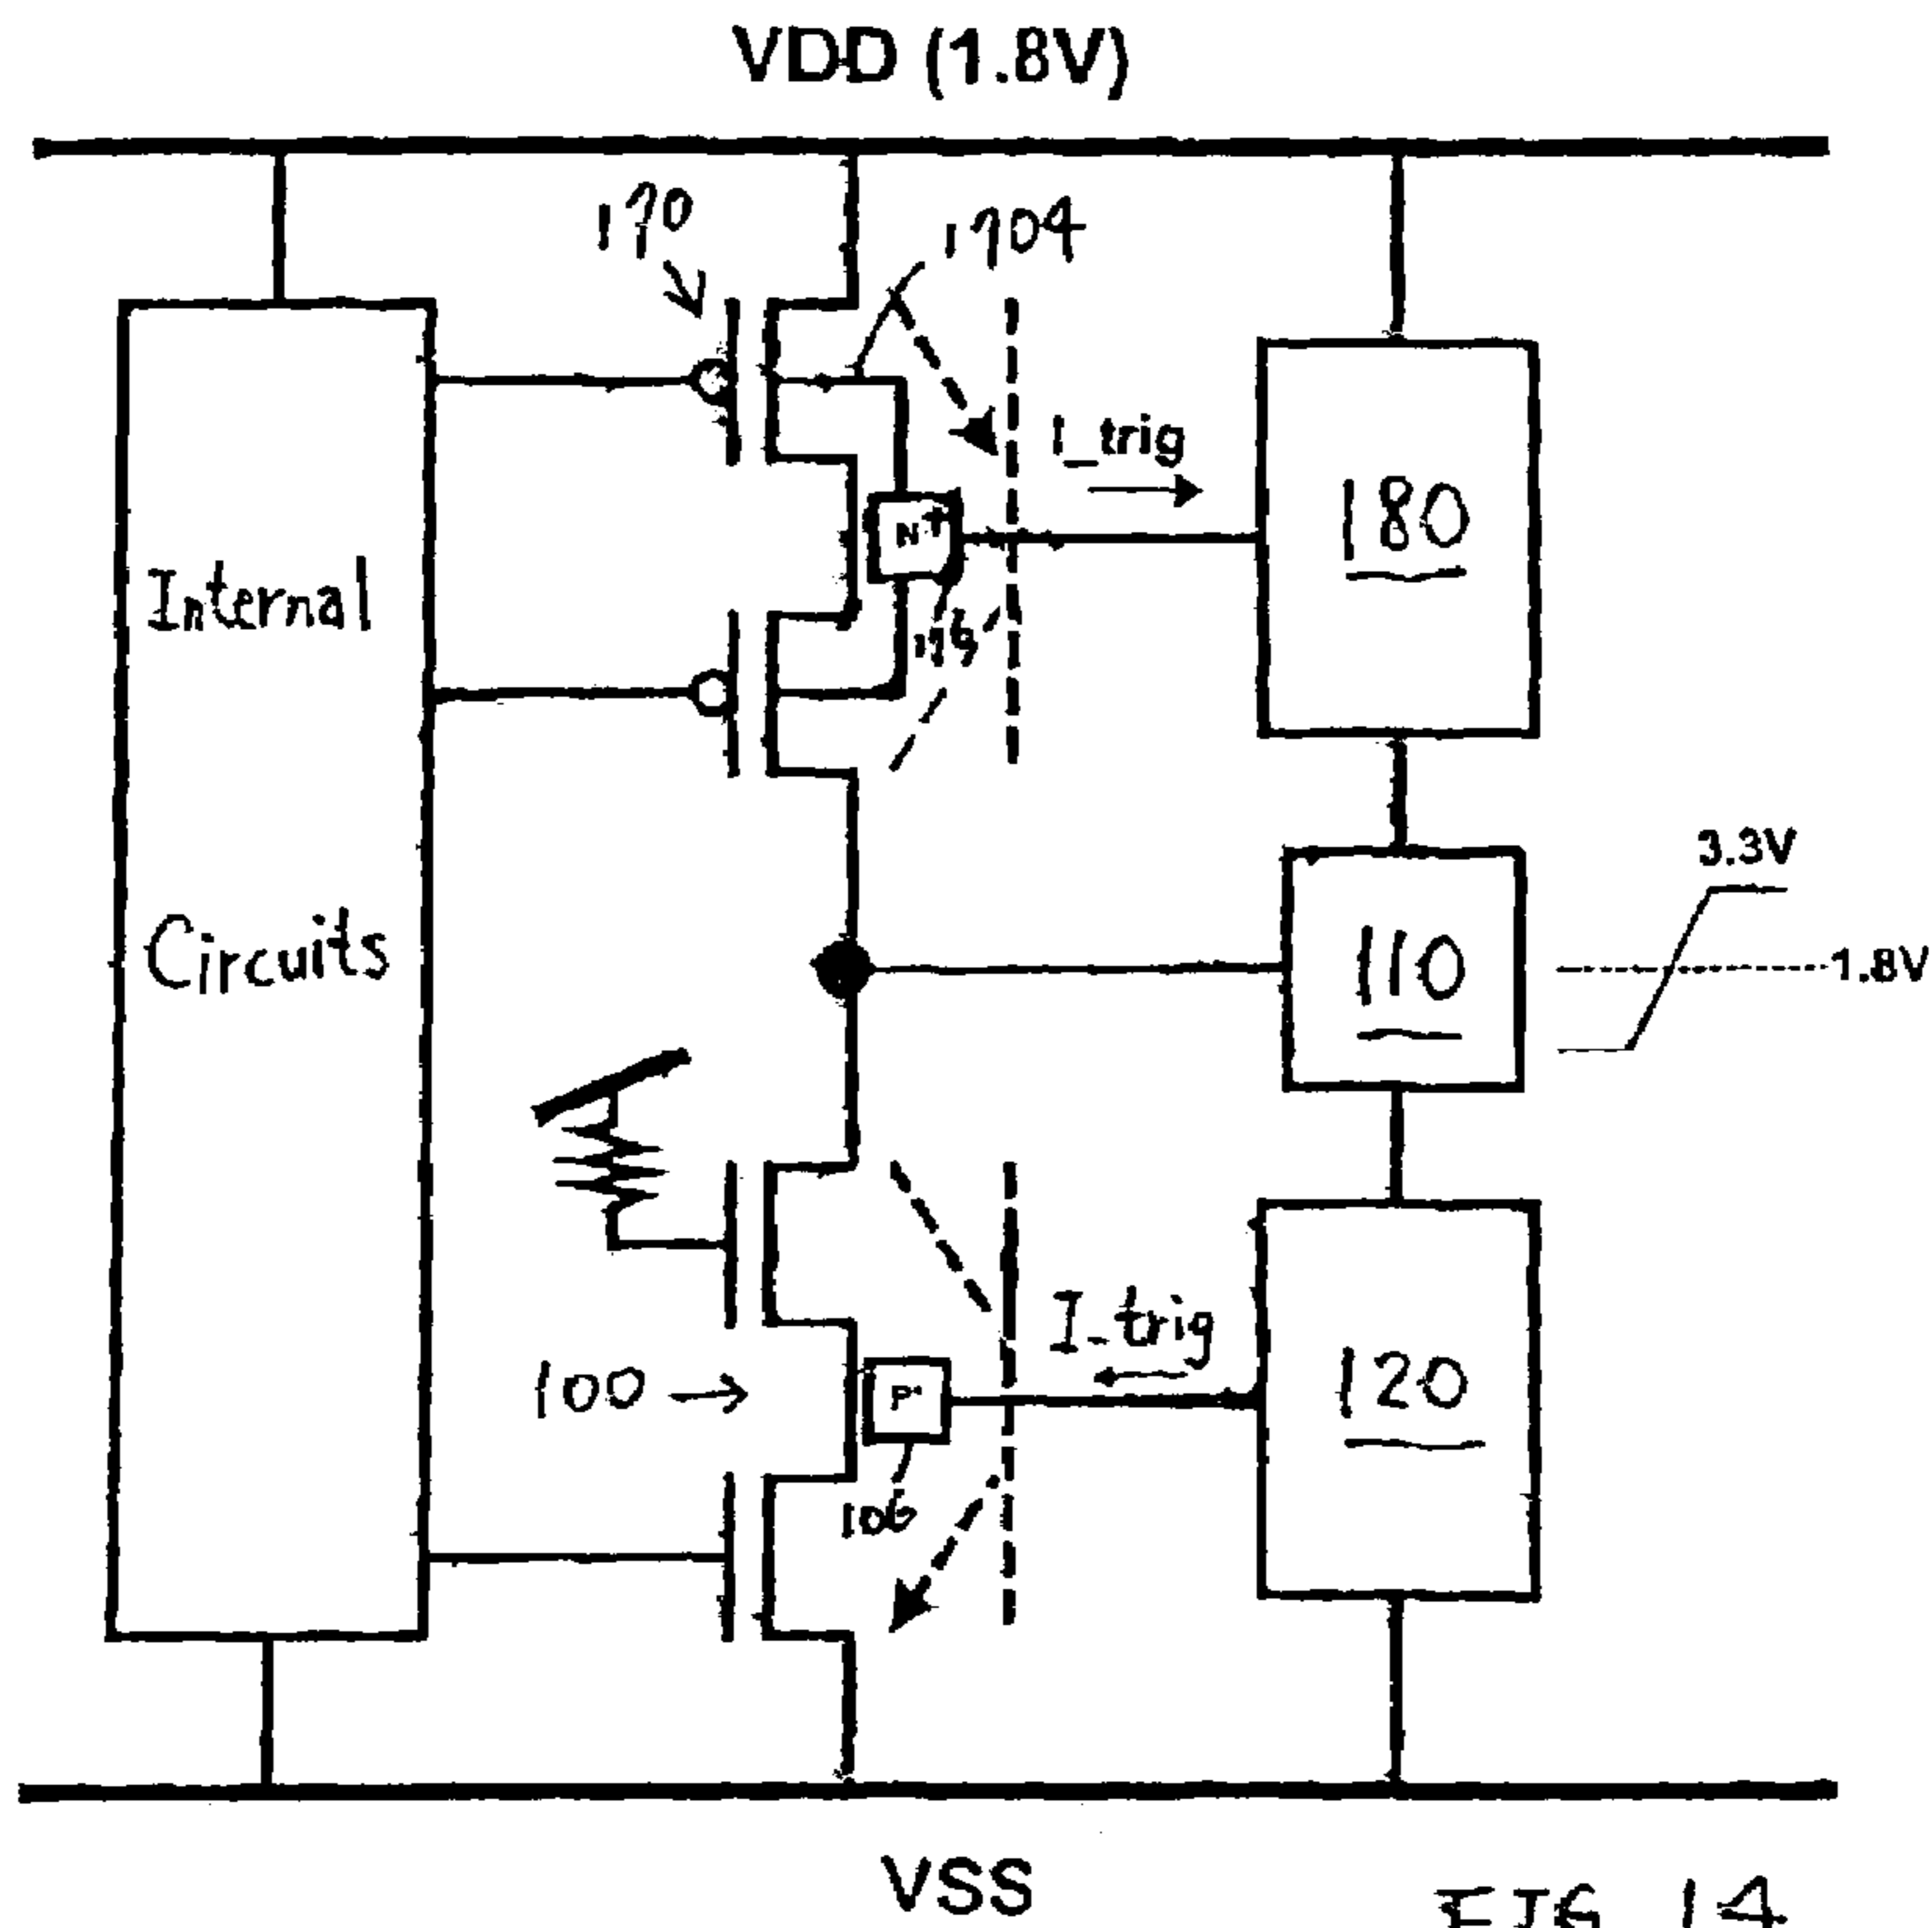 VDD (1.8V)
170
1704
I_trig
180
N+
Internal
3.3V
Circuits
110
1.8V
I_trig
120
100
P+
106
VSS
FIG. 14